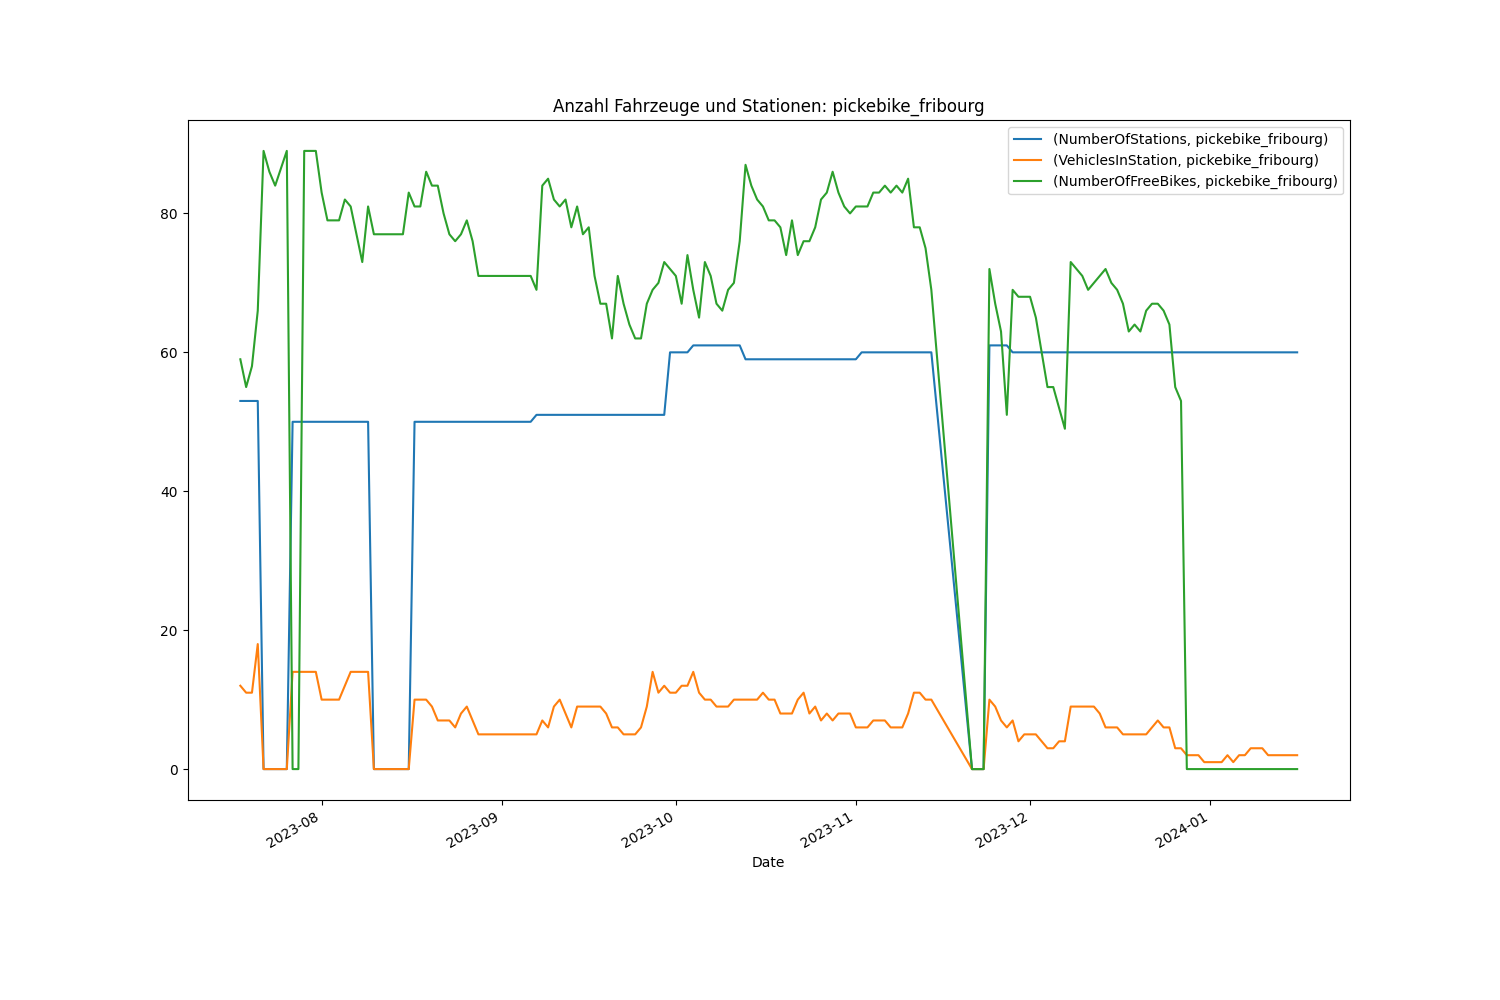 Anzahl Fahrzeuge und Stationen: pickebike_fribourg
(NumberOfStations, pickebike_fribourg)
(VehiclesInStation, pickebike_fribourg)
(NumberOfFreeBikes, pickebike_fribourg)
80
60
40
20
0
2023-08
2023-09
2023-10
2023-11
2023-12
2024-01
Date